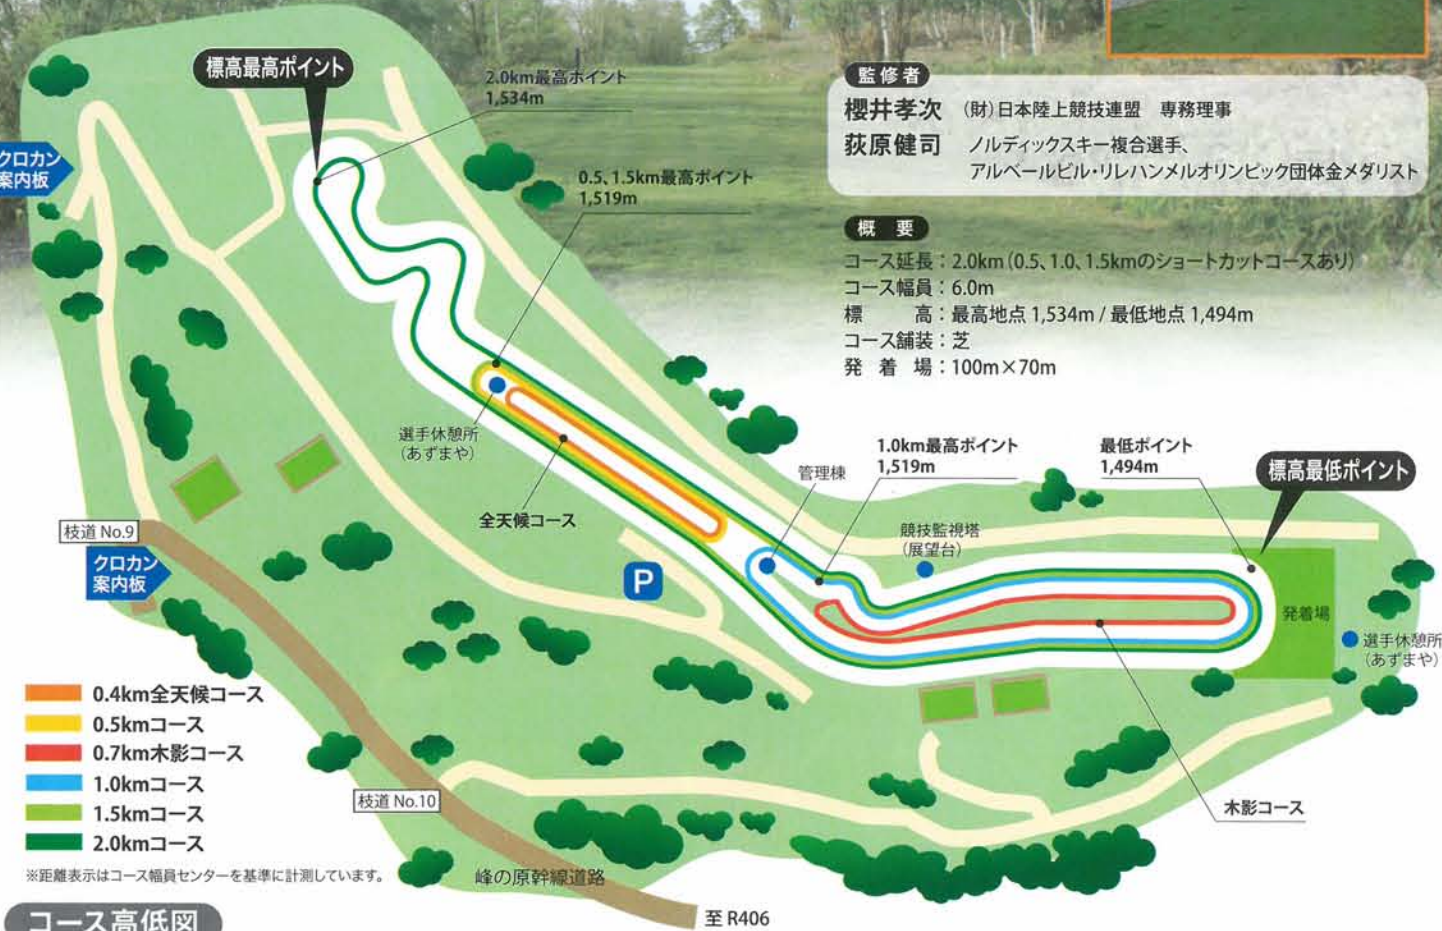 監修者
櫻井孝次 (財)日本陸上競技連盟 専務理事
荻原健司 ノルディックスキー複合選手、
アルベールビル・リレハンメルオリンピック団体金メダリスト
概 要
コース延長：2.0km(0.5、1.0、1.5kmのショートカットコースあり)
コース幅員：6.0m
標 高：最高地点 1,534m / 最低地点 1,494m
コース舗装：芝
発 着 場：100m×70m
標高最高ポイント
2.0km最高ポイント
1,534m
クロカン
案内板
0.5、1.5km最高ポイント
1,519m
選手休憩所
(あずまや)
全天候コース
管理棟
1.0km最高ポイント
1,519m
最低ポイント
1,494m
標高最低ポイント
競技監視塔
(展望台)
枝道 No.9
クロカン
案内板
P
発着場
選手休憩所
(あずまや)
木影コース
0.4km全天候コース
0.5kmコース
0.7km木影コース
1.0kmコース
1.5kmコース
2.0kmコース
※距離表示はコース幅員センターを基準に計測しています。
枝道 No.10
峰の原幹線道路
至 R406
コース高低図